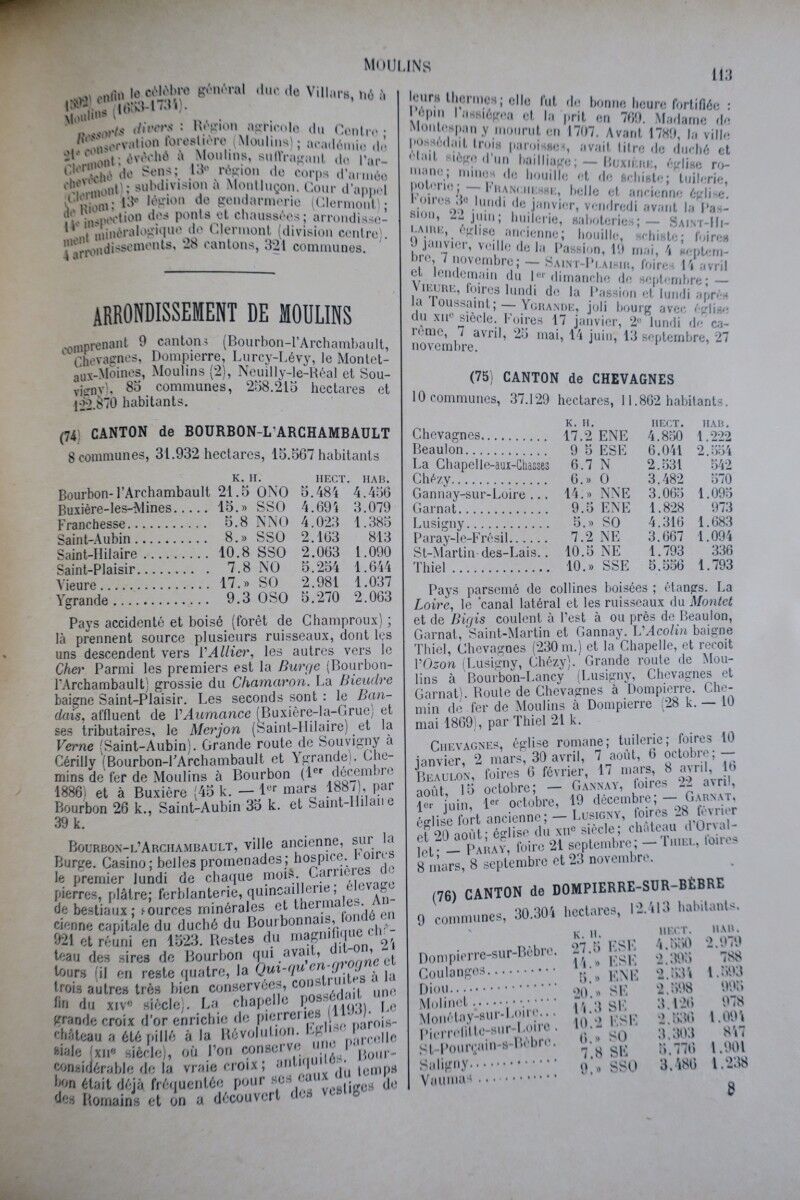 MOULINS
113
1892 enfin le célèbre général duc de Villars, né à
Moulins (1653-1734).
Ressorts divers : Région agricole du Centre ;
conservation forestière (Moulins) ; académie de
Clermont ; évêché à Moulins, suffragant de l'ar-
chevêché de Sens ; 13e région de corps d'armée
(Clermont) ; subdivision à Montluçon. Cour d'appel
de Riom ; 13e légion de gendarmerie (Clermont) ;
inspection des ponts et chaussées ; arrondisse-
ment minéralogique de Clermont (division centre).
4 arrondissements, 28 cantons, 321 communes.
ARRONDISSEMENT DE MOULINS
comprenant 9 cantons (Bourbon-l'Archambault,
Chevagnes, Dompierre, Lurcy-Lévy, le Montet-
aux-Moines, Moulins (2), Neuilly-le-Réal et Sou-
vigny), 85 communes, 258.215 hectares et
122.870 habitants.
(74) CANTON de BOURBON-L'ARCHAMBAULT
8 communes, 31.932 hectares, 15.567 habitants
K. H. HECT. HAB.
Bourbon-l'Archambault 21.5 ONO 5.484 4.456
Buxière-les-Mines..... 15.» SSO 4.694 3.079
Franchesse........... 5.8 NNO 4.023 1.385
Saint-Aubin.......... 8.» SSO 2.163 813
Saint-Hilaire ......... 10.8 SSO 2.063 1.090
Saint-Plaisir......... . 7.8 NO 5.254 1.644
Vieure............... 17.» SO 2.981 1.037
Ygrande ............. 9.3 OSO 5.270 2.063
Pays accidenté et boisé (forêt de Champroux) ;
là prennent source plusieurs ruisseaux, dont les
uns descendent vers l'Allier, les autres vers le
Cher Parmi les premiers est la Burge (Bourbon-
l'Archambault) grossie du Chamaron. La Bieudre
baigne Saint-Plaisir. Les seconds sont : le Ban-
dais, affluent de l'Aumance (Buxière-la-Grue) et
ses tributaires, le Merjon (Saint-Hilaire) et la
Verne (Saint-Aubin). Grande route de Souvigny à
Cérilly (Bourbon-l'Archambault et Ygrande). Che-
mins de fer de Moulins à Bourbon (1er décembre
1886) et à Buxière (45 k. — 1er mars 1887), par
Bourbon 26 k., Saint-Aubin 35 k. et Saint-Hilaire
39 k.
BOURBON-L'ARCHAMBAULT, ville ancienne, sur la
Burge. Casino ; belles promenades ; hospice. Foires
le premier lundi de chaque mois. Carrières de
pierres, plâtre; ferblanterie, quincaillerie ; élevage
de bestiaux ; sources minérales et thermales. An-
cienne capitale du duché du Bourbonnais, fondé en
921 et réuni en 1523. Restes du magnifique châ-
teau des sires de Bourbon qui avait, dit-on, 24
tours (il en reste quatre, la Qui-qu'en-grogne et
trois autres très bien conservées, construites à la
fin du XIVe siècle). La chapelle possédait une
grande croix d'or enrichie de pierreries (1193). Le
château a été pillé à la Révolution. Eglise parois-
siale (XIIe siècle), où l'on conserve une parcelle
considérable de la vraie croix ; antiquités. Bour-
bon était déjà fréquentée pour ses eaux du temps
des Romains et on a découvert des vestiges de
leurs thermes ; elle fut de bonne heure fortifiée :
Pépin l'assiégea et la prit en 769. Madame de
Montespan y mourut en 1707. Avant 1789, la ville
possédait trois paroisses, avait titre de duché et
était siège d'un bailliage ; — BUXIÈRE, église ro-
mane ; mines de houille et de schiste ; tuilerie,
poterie ; — FRANCHESSE, belle et ancienne église.
Foires 3e lundi de janvier, vendredi avant la Pas-
sion, 22 juin ; huilerie, saboteries ; — SAINT-HI-
LAIRE, église ancienne ; houille, schiste ; foires
9 janvier, veille de la Passion, 19 mai, 4 septem-
bre, 7 novembre ; — SAINT-PLAISIR, foires 14 avril
et lendemain du 1er dimanche de septembre ; —
VIEURE, foires lundi de la Passion et lundi après
la Toussaint ; — YGRANDE, joli bourg avec église
du XIIe siècle. Foires 17 janvier, 2e lundi de ca-
rême, 7 avril, 25 mai, 14 juin, 13 septembre, 27
novembre.
(75) CANTON de CHEVAGNES
10 communes, 37.129 hectares, 11.862 habitants.
K. H. HECT. HAB.
Chevagnes.......... 17.2 ENE 4.850 1.222
Beaulon............. 9 5 ESE 6.041 2.554
La Chapelle-aux-Chasses 6.7 N 2.531 542
Chézy.............. 6.» O 3.482 570
Gannay-sur-Loire ... 14.» NNE 3.065 1.095
Garnat.............. 9.5 ENE 1.828 973
Lusigny............. 5.» SO 4.316 1.683
Paray-le-Frésil...... 7.2 NE 3.667 1.094
St-Martin-des-Lais.. 10.5 NE 1.793 336
Thiel ............... 10.» SSE 5.556 1.793
Pays parsemé de collines boisées ; étangs. La
Loire, le canal latéral et les ruisseaux du Montet
et de Bigis coulent à l'est à ou près de Beaulon,
Garnat, Saint-Martin et Gannay. L'Acolin baigne
Thiel, Chevagnes (230 m.) et la Chapelle, et reçoit
l'Ozon (Lusigny, Chézy). Grande route de Mou-
lins à Bourbon-Lancy (Lusigny, Chevagnes et
Garnat). Route de Chevagnes à Dompierre. Che-
min de fer de Moulins à Dompierre (28 k. — 10
mai 1869), par Thiel 21 k.
CHEVAGNES, église romane ; tuilerie ; foires 10
janvier, 2 mars, 30 avril, 7 août, 6 octobre ; —
BEAULON, foires 6 février, 17 mars, 8 avril, 16
août, 15 octobre ; — GANNAY, foires 22 avril,
1er juin, 1er octobre, 19 décembre ; — GARNAT,
église fort ancienne ; — LUSIGNY, foires 28 février
et 20 août ; église du XIIe siècle ; château d'Orval-
let ; — PARAY, foire 21 septembre ; — THIEL, foires
8 mars, 8 septembre et 23 novembre.
(76) CANTON de DOMPIERRE-SUR-BÈBRE
9 communes, 30.304 hectares, 12.413 habitants.
K. H. HECT. HAB.
Dompierre-sur-Bèbre. 27.5 ESE 4.550 2.979
Coulanges.......... 14.» ESE 2.395 788
Diou............... 5.» ENE 2.534 1.593
Molinet ............ 20.» SE 2.598 995
Monétay-sur-Loire... 14.3 SE 3.126 978
Pierrefitte-sur-Loire . 10.2 ESE 2.536 1.094
St-Pourçain-s-Bèbre. 6.» SO 3.303 847
Saligny............. 7.8 SE 5.776 1.901
Vaumas ............ 9.» SSO 3.486 1.238
8